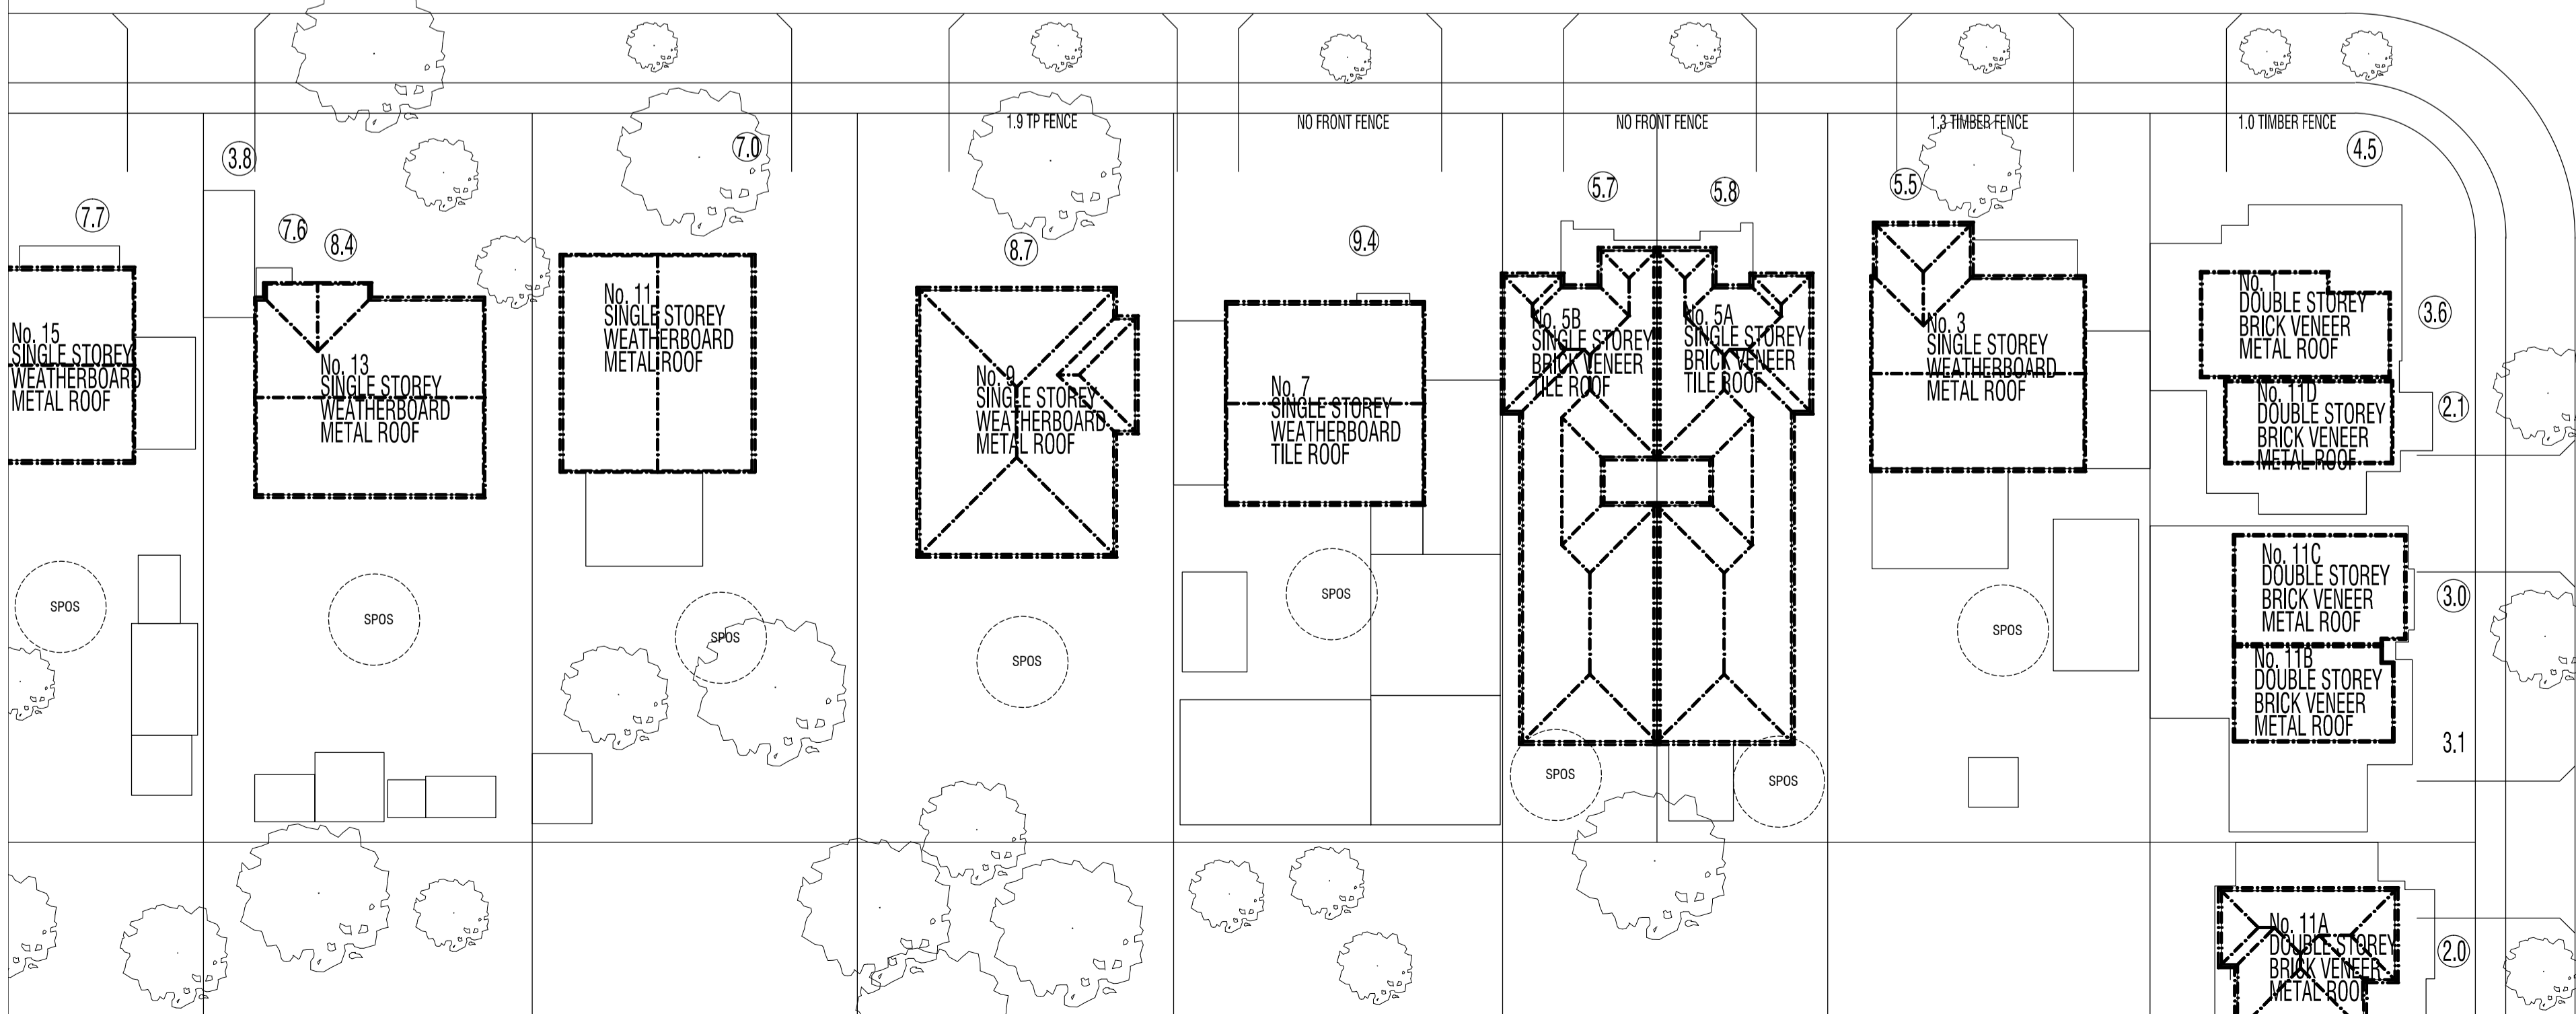 1.9 TP FENCE
NO FRONT FENCE
NO FRONT FENCE
1.3 TIMBER FENCE
1.0 TIMBER FENCE
3.8
7.0
4.5
7.7
7.6
8.4
8.7
9.4
5.7
5.8
5.5
3.6
2.1
3.0
3.1
2.0
No. 15
SINGLE STOREY
WEATHERBOARD
METAL ROOF
No. 13
SINGLE STOREY
WEATHERBOARD
METAL ROOF
No. 11
SINGLE STOREY
WEATHERBOARD
METAL ROOF
No. 9
SINGLE STOREY
WEATHERBOARD
METAL ROOF
No. 7
SINGLE STOREY
WEATHERBOARD
TILE ROOF
No. 5B
SINGLE STOREY
BRICK VENEER
TILE ROOF
No. 5A
SINGLE STOREY
BRICK VENEER
TILE ROOF
No. 3
SINGLE STOREY
WEATHERBOARD
METAL ROOF
No. 1
DOUBLE STOREY
BRICK VENEER
METAL ROOF
No. 11D
DOUBLE STOREY
BRICK VENEER
METAL ROOF
No. 11C
DOUBLE STOREY
BRICK VENEER
METAL ROOF
No. 11B
DOUBLE STOREY
BRICK VENEER
METAL ROOF
No. 11A
DOUBLE STOREY
BRICK VENEER
METAL ROOF
SPOS
SPOS
SPOS
SPOS
SPOS
SPOS
SPOS
SPOS